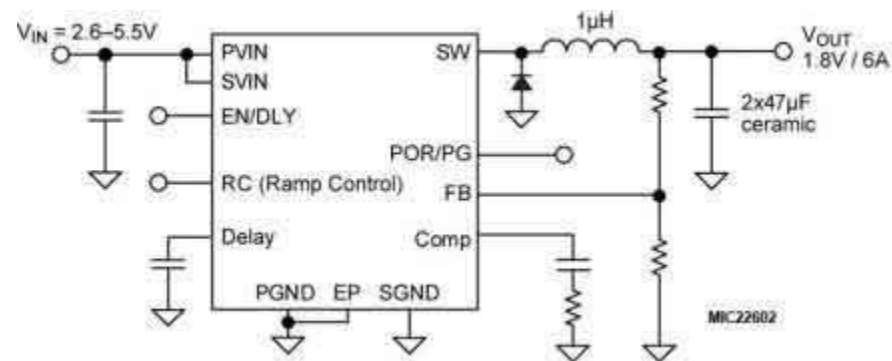 V_IN = 2.6–5.5V
PVIN
SVIN
EN/DLY
RC (Ramp Control)
Delay
PGND EP SGND
SW
POR/PG
FB
Comp
1µH
V_OUT
1.8V / 6A
2x47µF
ceramic
MIC22602